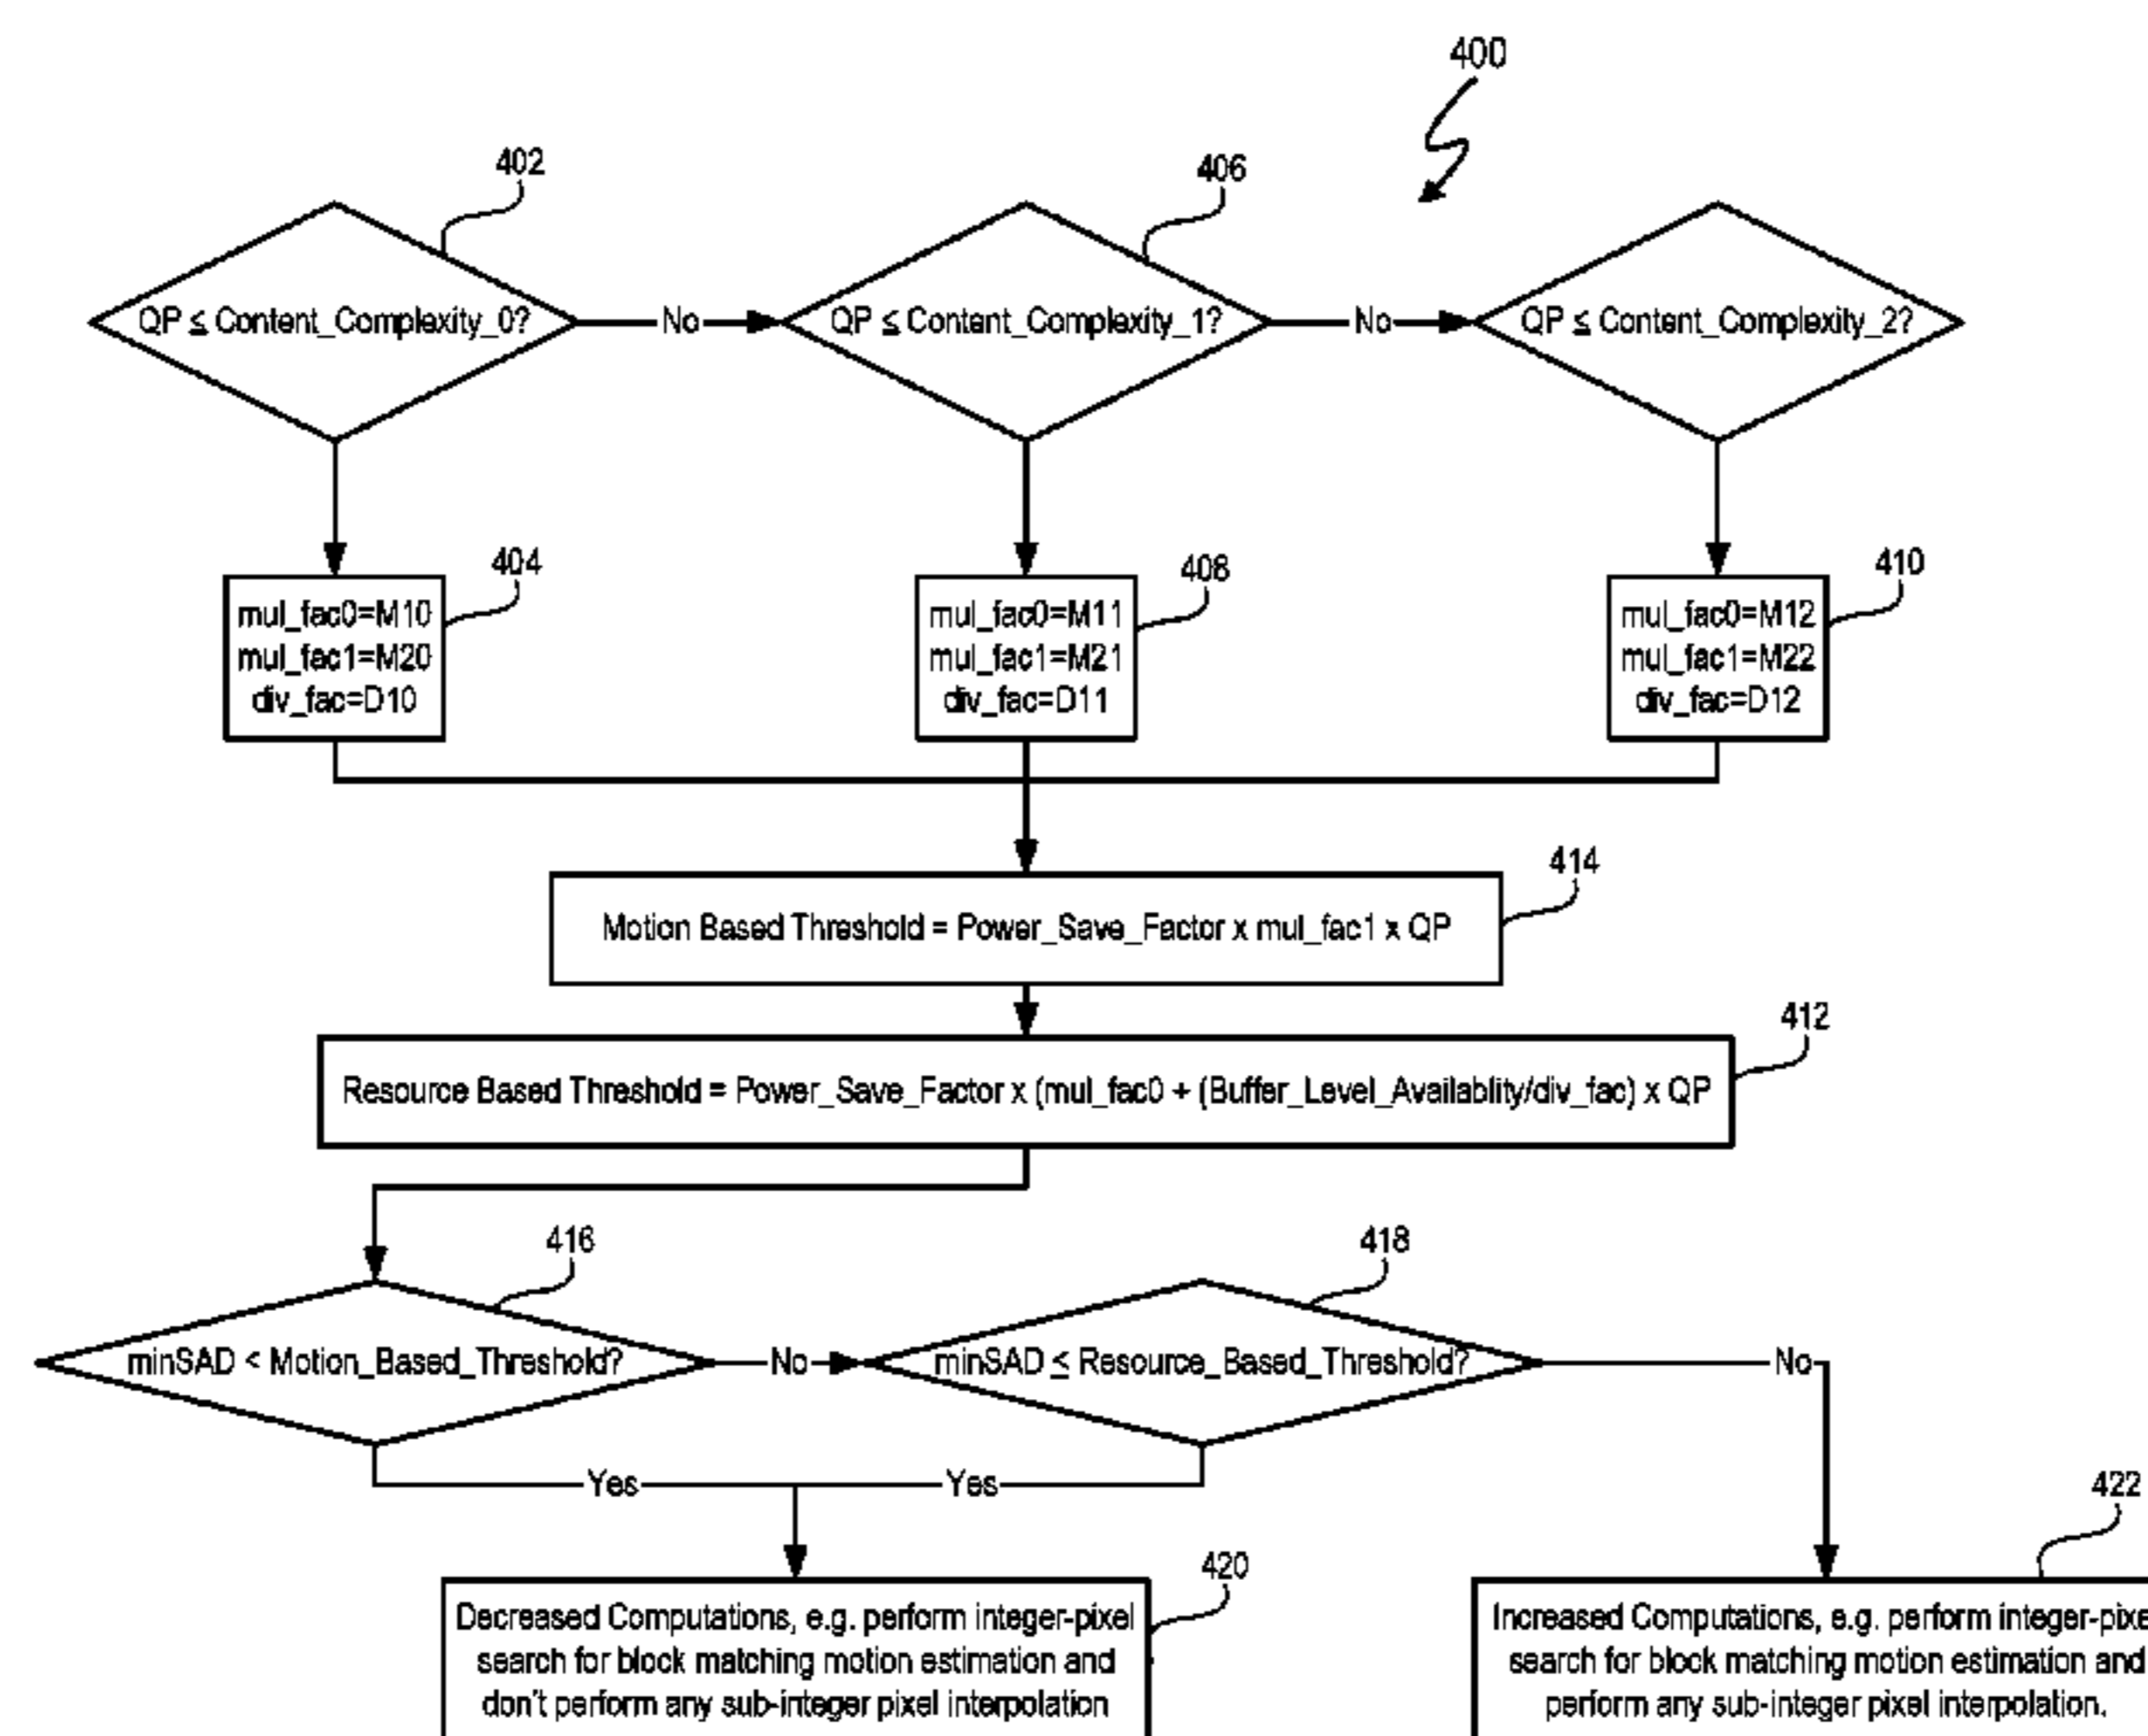 400
402
406
QP ≤ Content_Complexity_0?
No
QP ≤ Content_Complexity_1?
No
QP ≤ Content_Complexity_2?
404
408
410
mul_fac0=M10
mul_fac1=M20
div_fac=D10
mul_fac0=M11
mul_fac1=M21
div_fac=D11
mul_fac0=M12
mul_fac1=M22
div_fac=D12
414
Motion Based Threshold = Power_Save_Factor x mul_fac1 x QP
412
Resource Based Threshold = Power_Save_Factor x (mul_fac0 + (Buffer_Level_Availablity/div_fac) x QP
416
418
minSAD < Motion_Based_Threshold?
No
minSAD ≤ Resource_Based_Threshold?
No
Yes
Yes
422
420
Decreased Computations, e.g. perform integer-pixel
search for block matching motion estimation and
don't perform any sub-integer pixel interpolation
Increased Computations, e.g. perform integer-pixe
search for block matching motion estimation and
perform any sub-integer pixel interpolation.